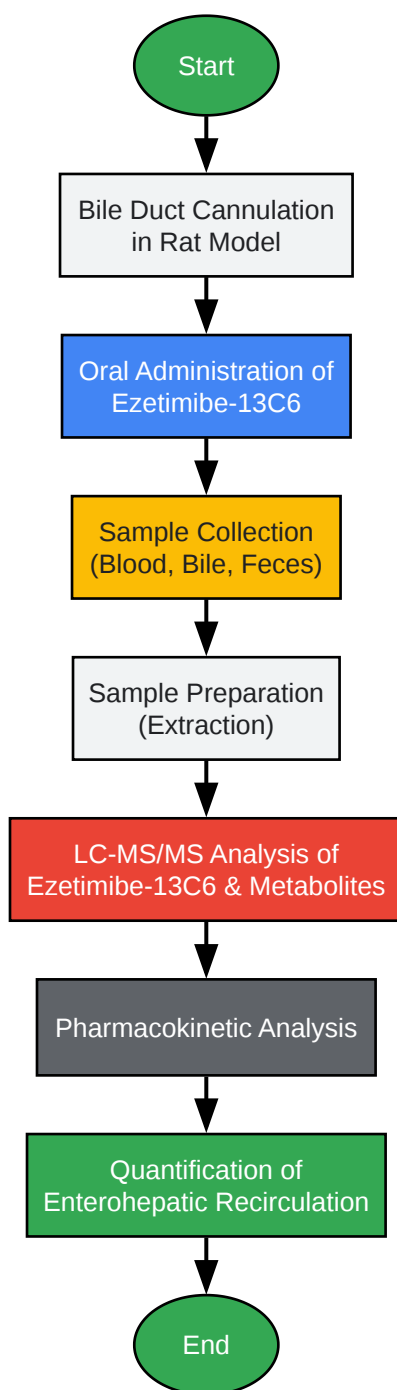 Start
Bile Duct Cannulation
in Rat Model
Oral Administration of
Ezetimibe-13C6
Sample Collection
(Blood, Bile, Feces)
Sample Preparation
(Extraction)
LC-MS/MS Analysis of
Ezetimibe-13C6 & Metabolites
Pharmacokinetic Analysis
Quantification of
Enterohepatic Recirculation
End